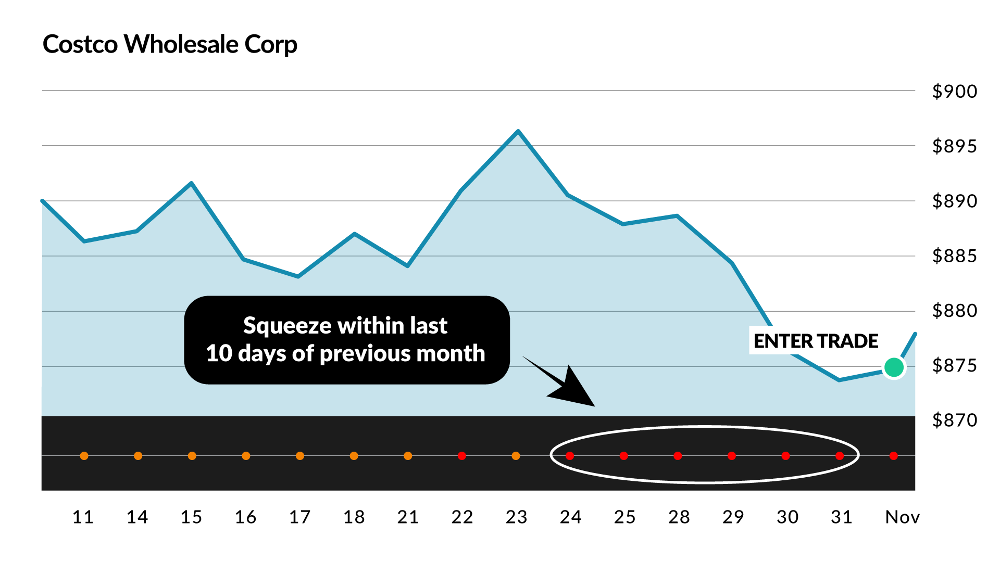 Costco Wholesale Corp
$900
$895
$890
$885
$880
$875
$870
Squeeze within last
10 days of previous month
ENTER TRADE
11 14 15 16 17 18 21 22 23 24 25 28 29 30 31 Nov